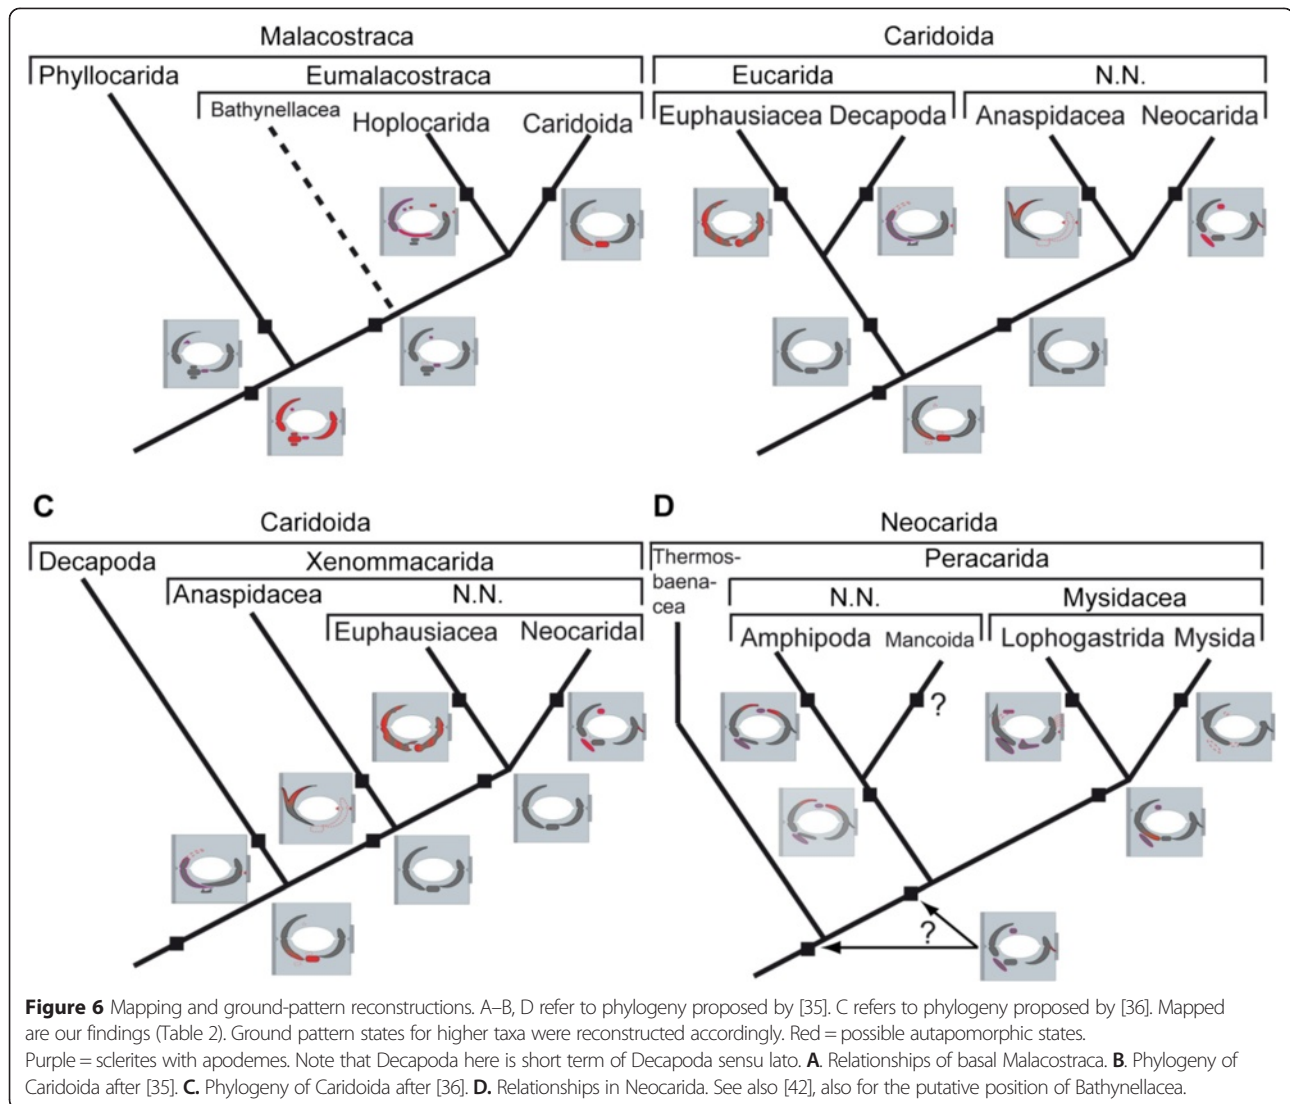 Malacostraca
Phyllocarida
Eumalacostraca
Bathynellacea
Hoplocarida
Caridoida
Caridoida
Eucarida
N.N.
Euphausiacea
Decapoda
Anaspidacea
Neocarida
C
Caridoida
Decapoda
Xenommacarida
Anaspidacea
N.N.
Euphausiacea
Neocarida
D
Neocarida
Thermos-
baena-
cea
Peracarida
N.N.
Mysidacea
Amphipoda
Mancoida
Lophogastrida
Mysida
?
?
Figure 6 Mapping and ground-pattern reconstructions. A–B, D refer to phylogeny proposed by [35]. C refers to phylogeny proposed by [36]. Mapped
are our findings (Table 2). Ground pattern states for higher taxa were reconstructed accordingly. Red = possible autapomorphic states.
Purple = sclerites with apodemes. Note that Decapoda here is short term of Decapoda sensu lato. A. Relationships of basal Malacostraca. B. Phylogeny of
Caridoida after [35]. C. Phylogeny of Caridoida after [36]. D. Relationships in Neocarida. See also [42], also for the putative position of Bathynellacea.